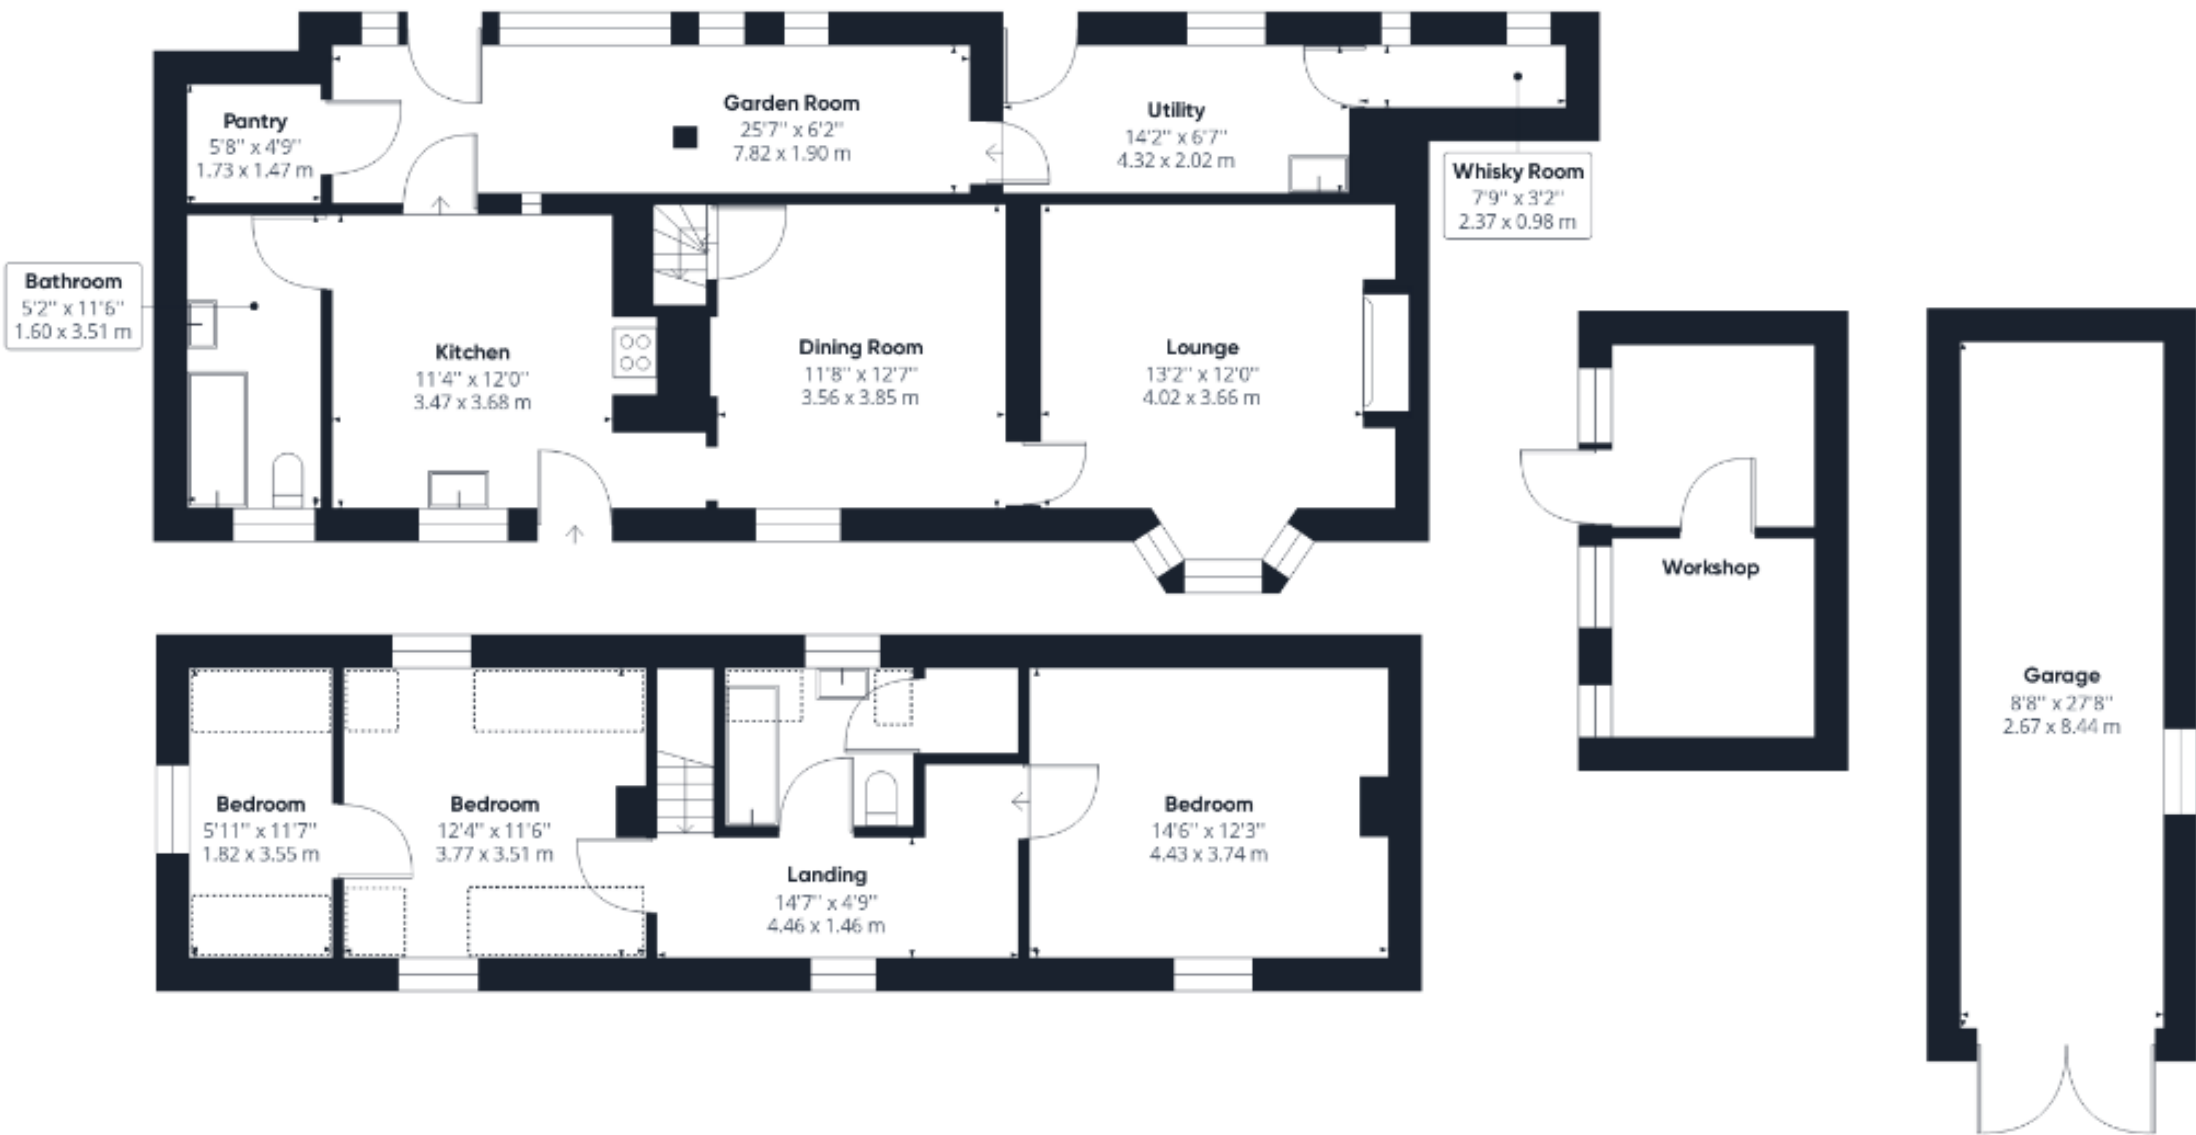 Pantry
5'8" x 4'9"
1.73 x 1.47 m
Garden Room
25'7" x 6'2"
7.82 x 1.90 m
Utility
14'2" x 6'7"
4.32 x 2.02 m
Whisky Room
7'9" x 3'2"
2.37 x 0.98 m
Bathroom
5'2" x 11'6"
1.60 x 3.51 m
Kitchen
11'4" x 12'0"
3.47 x 3.68 m
Dining Room
11'8" x 12'7"
3.56 x 3.85 m
Lounge
13'2" x 12'0"
4.02 x 3.66 m
Workshop
Garage
8'8" x 27'8"
2.67 x 8.44 m
Bedroom
5'11" x 11'7"
1.82 x 3.55 m
Bedroom
12'4" x 11'6"
3.77 x 3.51 m
Landing
14'7" x 4'9"
4.46 x 1.46 m
Bedroom
14'6" x 12'3"
4.43 x 3.74 m